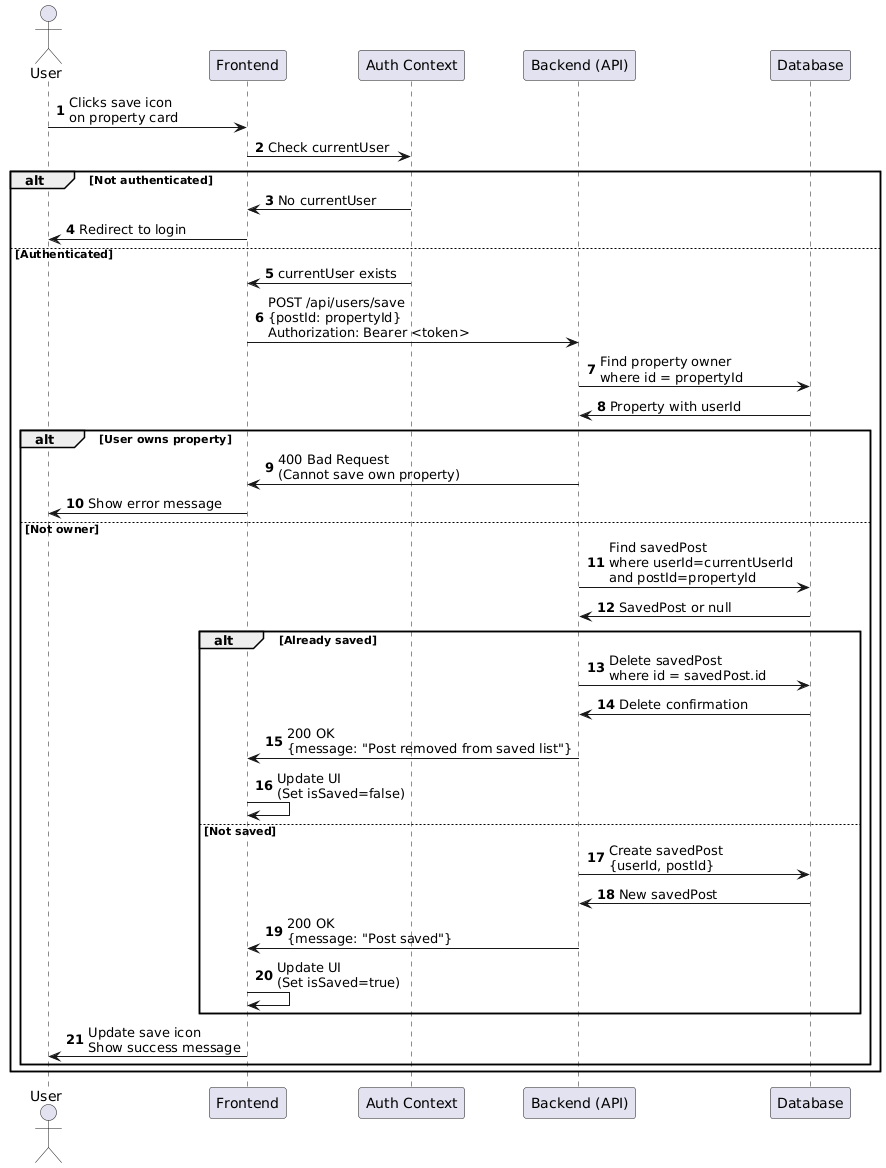 User
Frontend
Auth Context
Backend (API)
Database
1 Clicks save icon
on property card
2 Check currentUser
alt [Not authenticated]
3 No currentUser
4 Redirect to login
[Authenticated]
5 currentUser exists
POST /api/users/save
6 {postId: propertyId}
Authorization: Bearer <token>
7 Find property owner
where id = propertyId
8 Property with userId
alt [User owns property]
9 400 Bad Request
(Cannot save own property)
10 Show error message
[Not owner]
Find savedPost
11 where userId=currentUserId
and postId=propertyId
12 SavedPost or null
alt [Already saved]
13 Delete savedPost
where id = savedPost.id
14 Delete confirmation
15 200 OK
{message: "Post removed from saved list"}
16 Update UI
(Set isSaved=false)
[Not saved]
17 Create savedPost
{userId, postId}
18 New savedPost
19 200 OK
{message: "Post saved"}
20 Update UI
(Set isSaved=true)
21 Update save icon
Show success message
User
Frontend
Auth Context
Backend (API)
Database